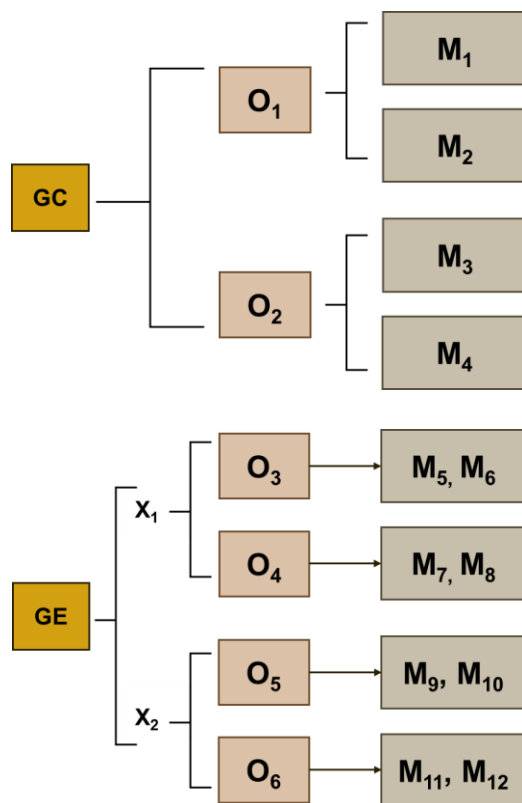 GC
O₁
M₁
M₂
O₂
M₃
M₄
GE
X₁
O₃
M₅, M₆
O₄
M₇, M₈
X₂
O₅
M₉, M₁₀
O₆
M₁₁, M₁₂